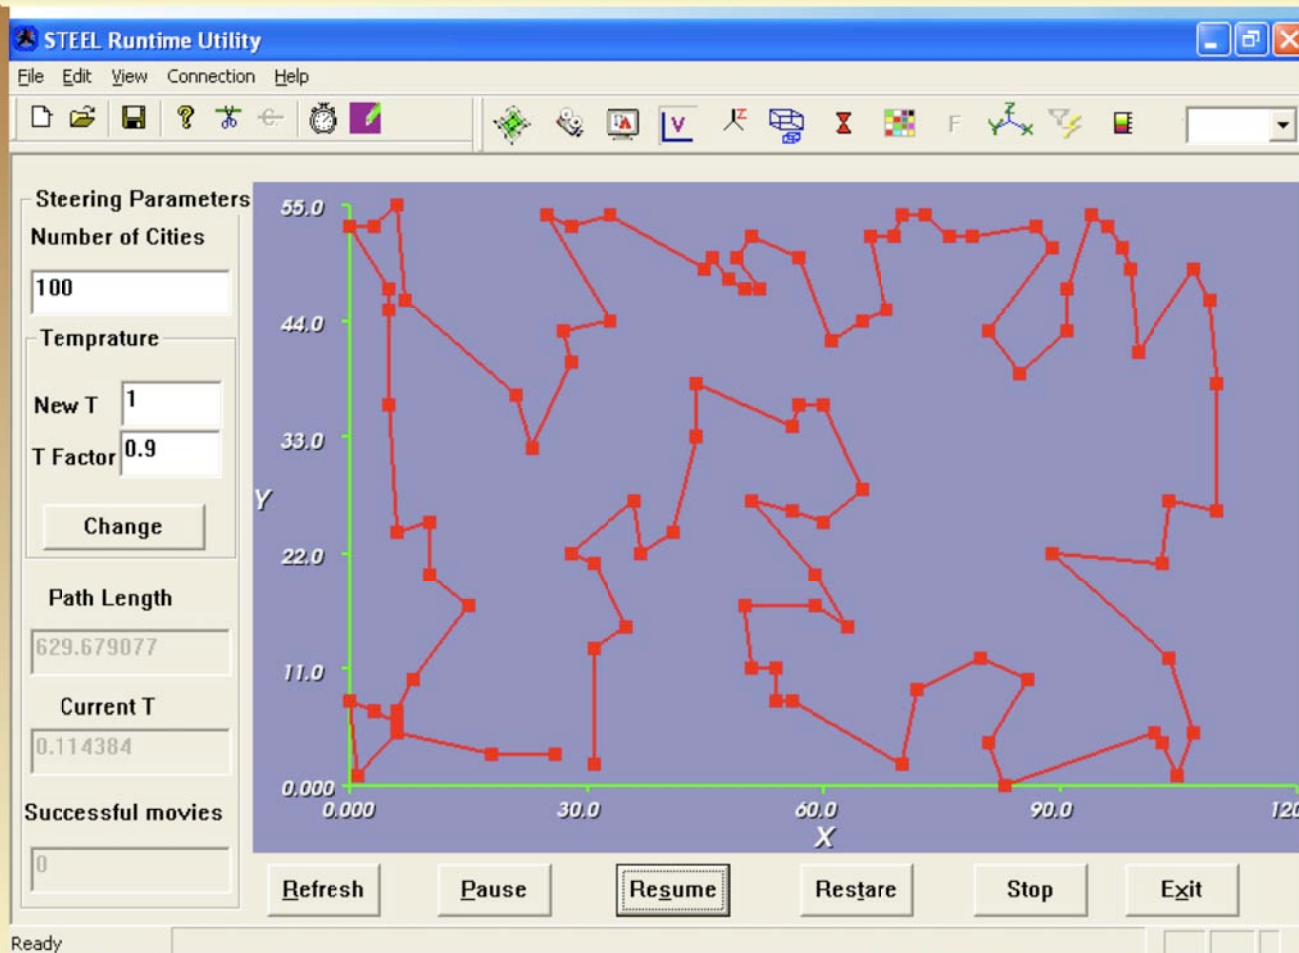 STEEL Runtime Utility
File Edit View Connection Help
V Z F Z Y X
Steering Parameters
Number of Cities
100
Temprature
New T 1
T Factor 0.9
Change
Path Length
629.679077
Current T
0.114384
Successful movies
0
55.0
44.0
33.0
Y
22.0
11.0
0.000
0.000 30.0 60.0 90.0 120
X
Refresh Pause Resume Restare Stop Exit
Ready